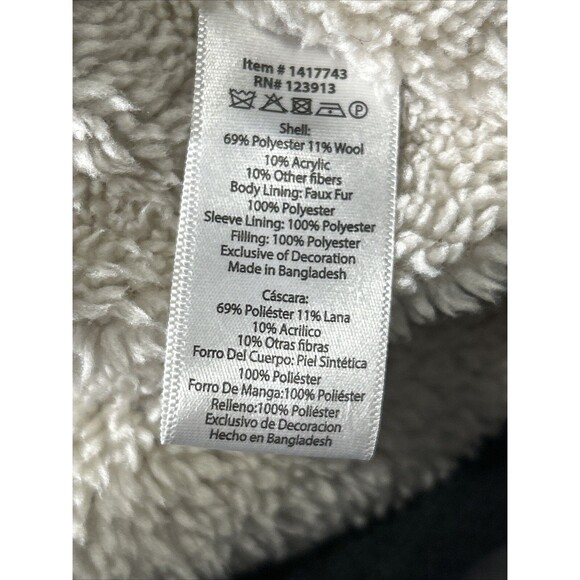 Item # 1417743
RN# 123913
P
Shell:
69% Polyester 11% Wool
10% Acrylic
10% Other fibers
Body Lining: Faux Fur
100% Polyester
Sleeve Lining: 100% Polyester
Filling: 100% Polyester
Exclusive of Decoration
Made in Bangladesh
Cáscara:
69% Poliéster 11% Lana
10% Acrilico
10% Otras fibras
Forro Del Cuerpo: Piel Sintética
100% Poliéster
Forro De Manga:100% Poliéster
Relleno:100% Poliéster
Exclusivo de Decoracion
Hecho en Bangladesh